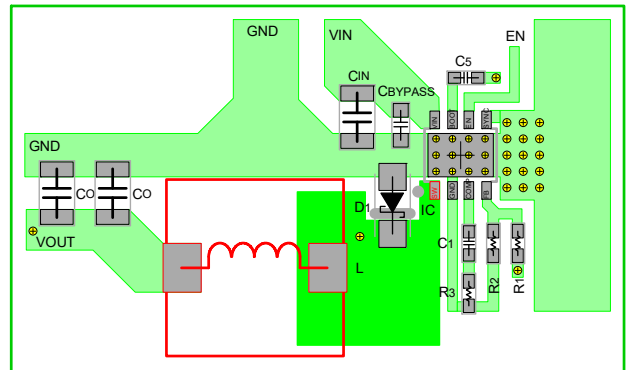 GND
VIN
EN
C5
CIN
CBYPASS
VIN
BOOT
EN
SYNC
GND
CO
CO
D1
SW
GND
COMP
FB
IC
VOUT
L
C1
R2
R1
R3